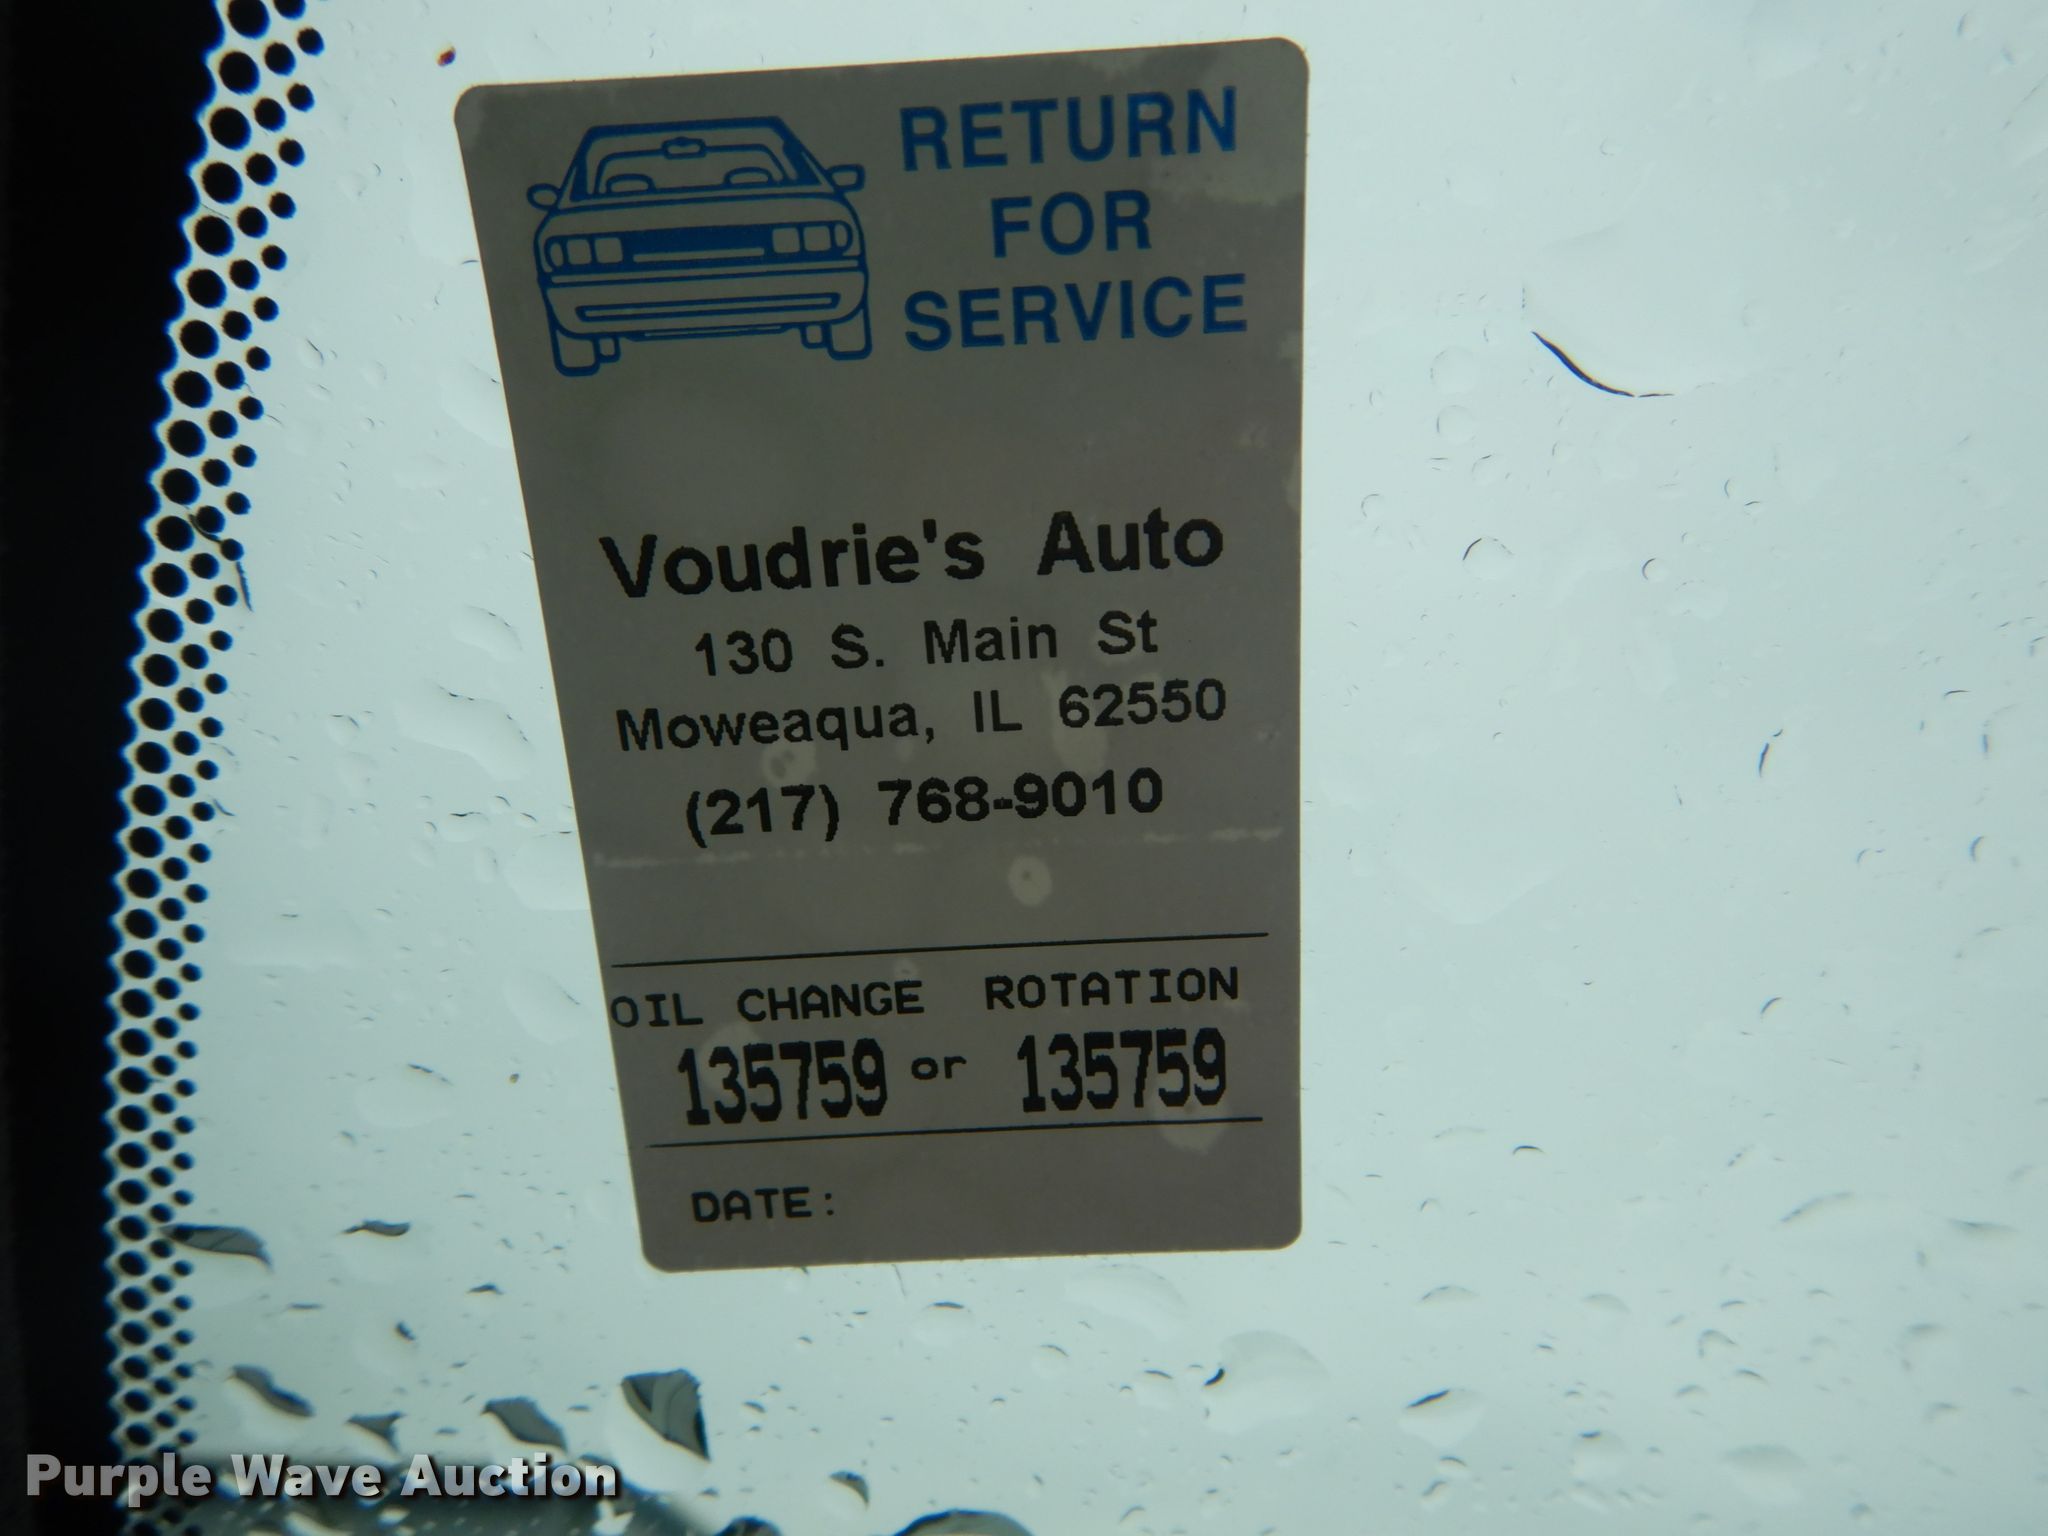 RETURN
FOR
SERVICE
Voudrie's Auto
130 S. Main St
Moweaqua, IL 62550
(217) 768-9010
OIL CHANGE ROTATION
135759 or 135759
DATE:
Purple Wave Auction